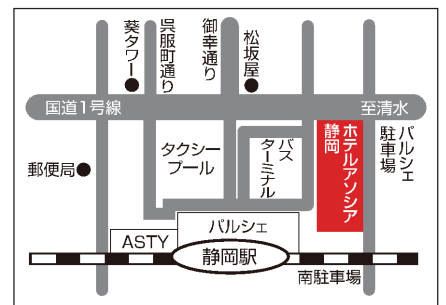 葵タワー
呉服町通り
御幸通り
松坂屋
国道1号線
至清水
郵便局
タクシー
プール
バス
ターミナル
ホテルアソシア
静岡
パルシェ
駐車場
ASTY
パルシェ
静岡駅
南駐車場